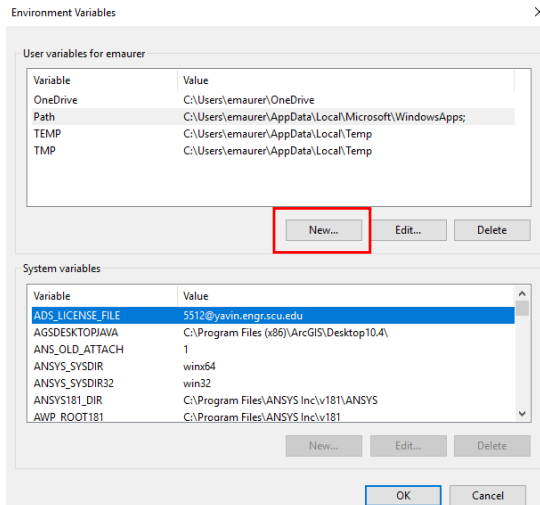 Environment Variables
User variables for emaurer
Variable Value
OneDrive C:\Users\emaurer\OneDrive
Path C:\Users\emaurer\AppData\Local\Microsoft\WindowsApps;
TEMP C:\Users\emaurer\AppData\Local\Temp
TMP C:\Users\emaurer\AppData\Local\Temp
New... Edit... Delete
System variables
Variable Value
ADS_LICENSE_FILE 5512@yavin.engr.scu.edu
AGSDESKTOPJAVA C:\Program Files (x86)\ArcGIS\Desktop10.4\
ANS_OLD_ATTACH 1
ANSYS_SYSDIR winx64
ANSYS_SYSDIR32 win32
ANSYS181_DIR C:\Program Files\ANSYS Inc\v181\ANSYS
AWP_ROOT181 C:\Program Files\ANSYS Inc\v181
New... Edit... Delete
OK Cancel